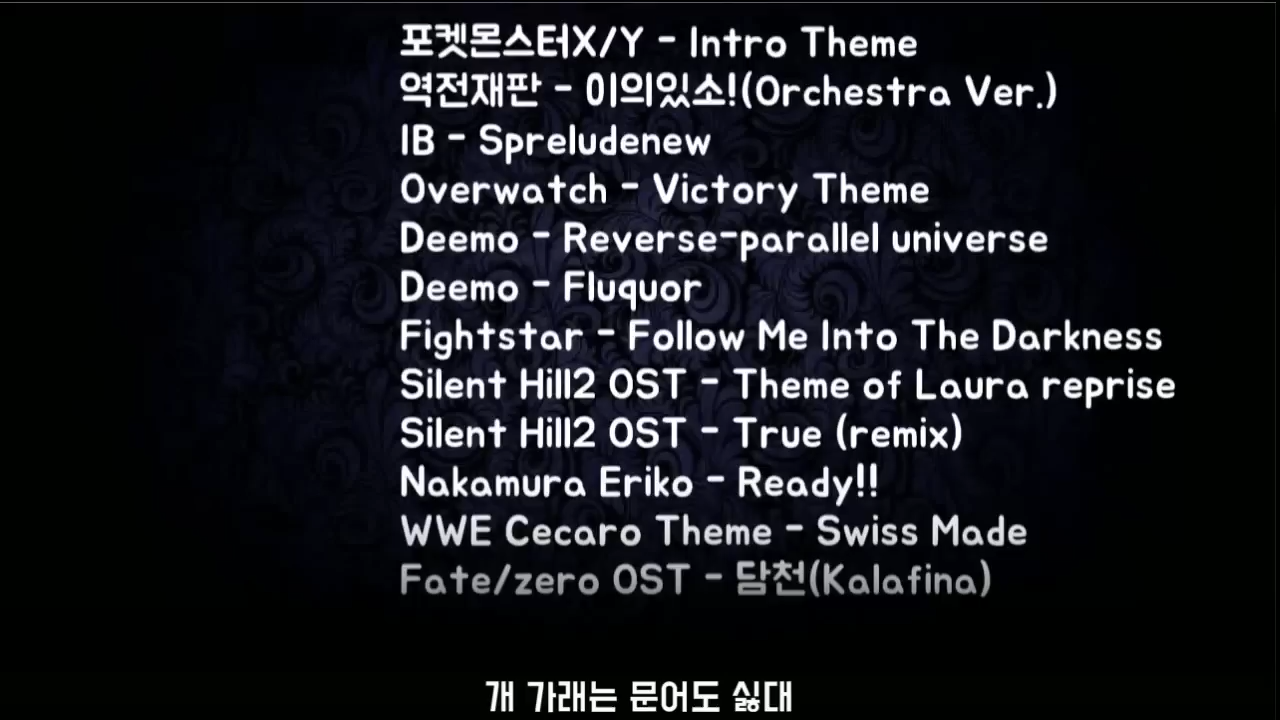 포켓몬스터X/Y - Intro Theme
역전재판 - 이의있소!(Orchestra Ver.)
IB - Spreludenew
Overwatch - Victory Theme
Deemo - Reverse-parallel universe
Deemo - Fluquor
Fightstar - Follow Me Into The Darkness
Silent Hill2 OST - Theme of Laura reprise
Silent Hill2 OST - True (remix)
Nakamura Eriko - Ready!!
WWE Cecaro Theme - Swiss Made
Fate/zero OST - 담천(Kalafina)
개 가래는 문어도 싫대